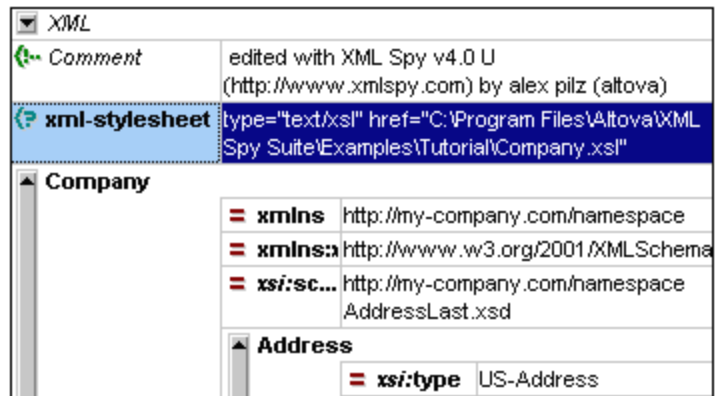 XML
Comment edited with XML Spy v4.0 U
(http://www.xmlspy.com) by alex pilz (altova)
xml-stylesheet type="text/xsl" href="C:\Program Files\Altova\XML
Spy Suite\Examples\Tutorial\Company.xsl"
Company
= xmlns http://my-company.com/namespace
= xmlns:x http://www.w3.org/2001/XMLSchema
= xsi:sc... http://my-company.com/namespace
AddressLast.xsd
Address
= xsi:type US-Address